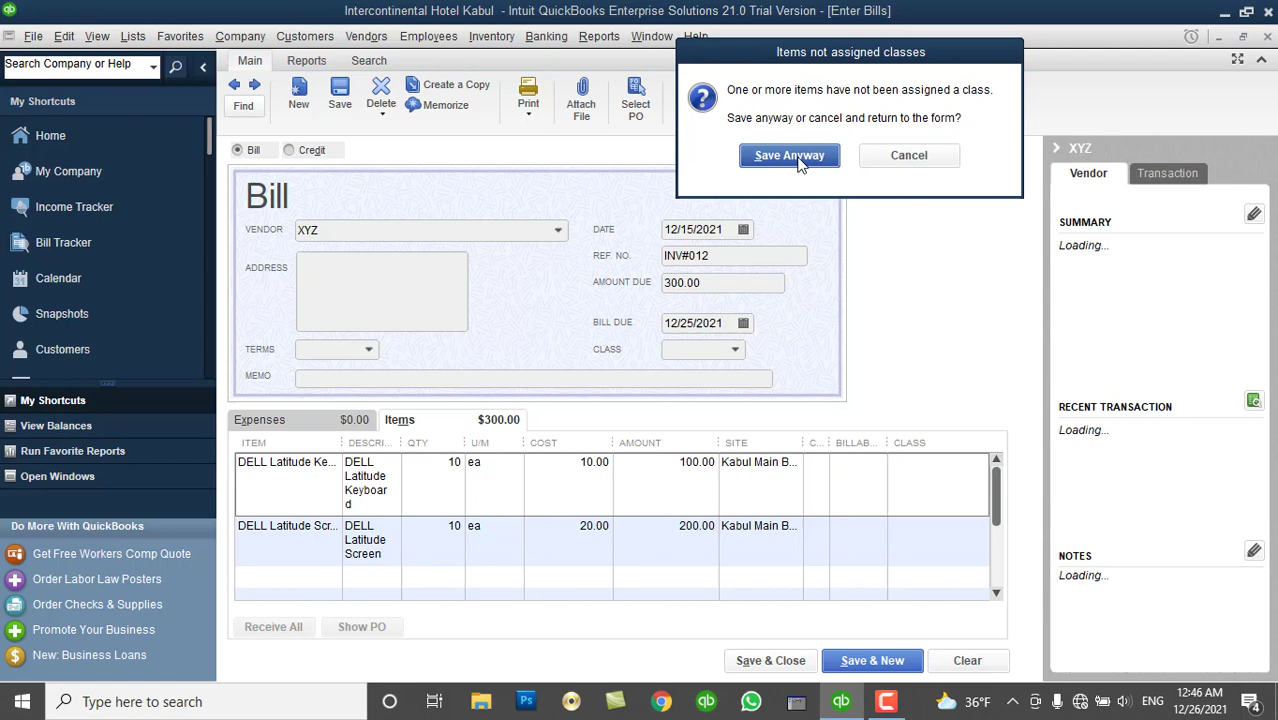 Intercontinental Hotel Kabul - Intuit QuickBooks Enterprise Solutions 21.0 Trial Version - [Enter Bills]
File Edit View Lists Favorites Company Customers Vendors Employees Inventory Banking Reports Window Help
Search Company or Help
My Shortcuts
Home
My Company
Income Tracker
Bill Tracker
Calendar
Snapshots
Customers
My Shortcuts
View Balances
Run Favorite Reports
Open Windows
Do More With QuickBooks
Get Free Workers Comp Quote
Order Labor Law Posters
Order Checks & Supplies
Promote Your Business
New: Business Loans
Main Reports Search
Find
New
Save
Delete
Create a Copy
Memorize
Print
Attach
File
Select
PO
Items not assigned classes
One or more items have not been assigned a class.
Save anyway or cancel and return to the form?
Save Anyway Cancel
Bill Credit
Bill
VENDOR XYZ
ADDRESS
TERMS
MEMO
DATE 12/15/2021
REF. NO. INV#012
AMOUNT DUE 300.00
BILL DUE 12/25/2021
CLASS
Expenses $0.00 Items $300.00
ITEM DESCRI... QTY U/M COST AMOUNT SITE C... BILLAB... CLASS
DELL Latitude Ke... DELL 10 ea 10.00 100.00 Kabul Main B...
Latitude
Keyboar
d
DELL Latitude Scr... DELL 10 ea 20.00 200.00 Kabul Main B...
Latitude
Screen
Receive All Show PO
Save & Close Save & New Clear
XYZ
Vendor Transaction
SUMMARY
Loading...
RECENT TRANSACTION
Loading...
NOTES
Loading...
Type here to search
Ps
qb
qb
C
36°F
ENG
12:46 AM
12/26/2021
4